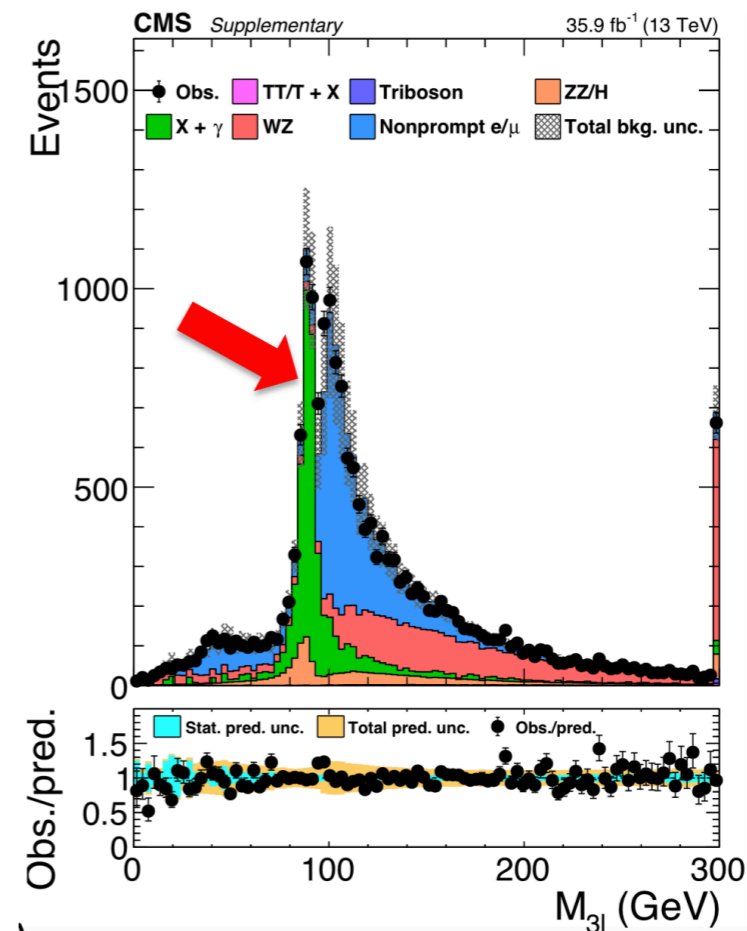 CMS Supplementary 35.9 fb⁻¹ (13 TeV)
Events
1500
Obs. TT/T + X Triboson ZZ/H
X + γ WZ Nonprompt e/μ Total bkg. unc.
1000
500
0
Obs./pred.
Stat. pred. unc. Total pred. unc. Obs./pred.
1.5
1
0.5
0
0 100 200 300
M₃ₗ (GeV)